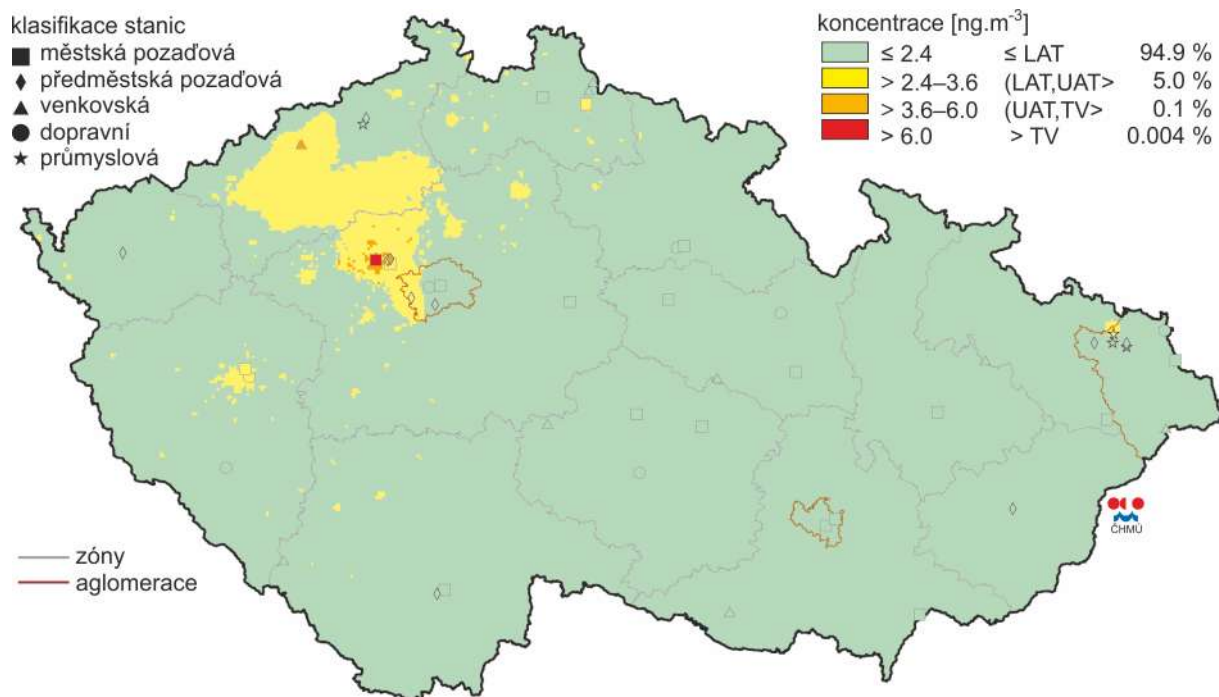 klasifikace stanic
městská pozaďová
předměstská pozaďová
venkovská
dopravní
průmyslová
koncentrace [ng.m-3]
≤ 2.4 ≤ LAT 94.9 %
> 2.4–3.6 (LAT,UAT> 5.0 %
> 3.6–6.0 (UAT,TV> 0.1 %
> 6.0 > TV 0.004 %
ČHMÚ
zóny
aglomerace